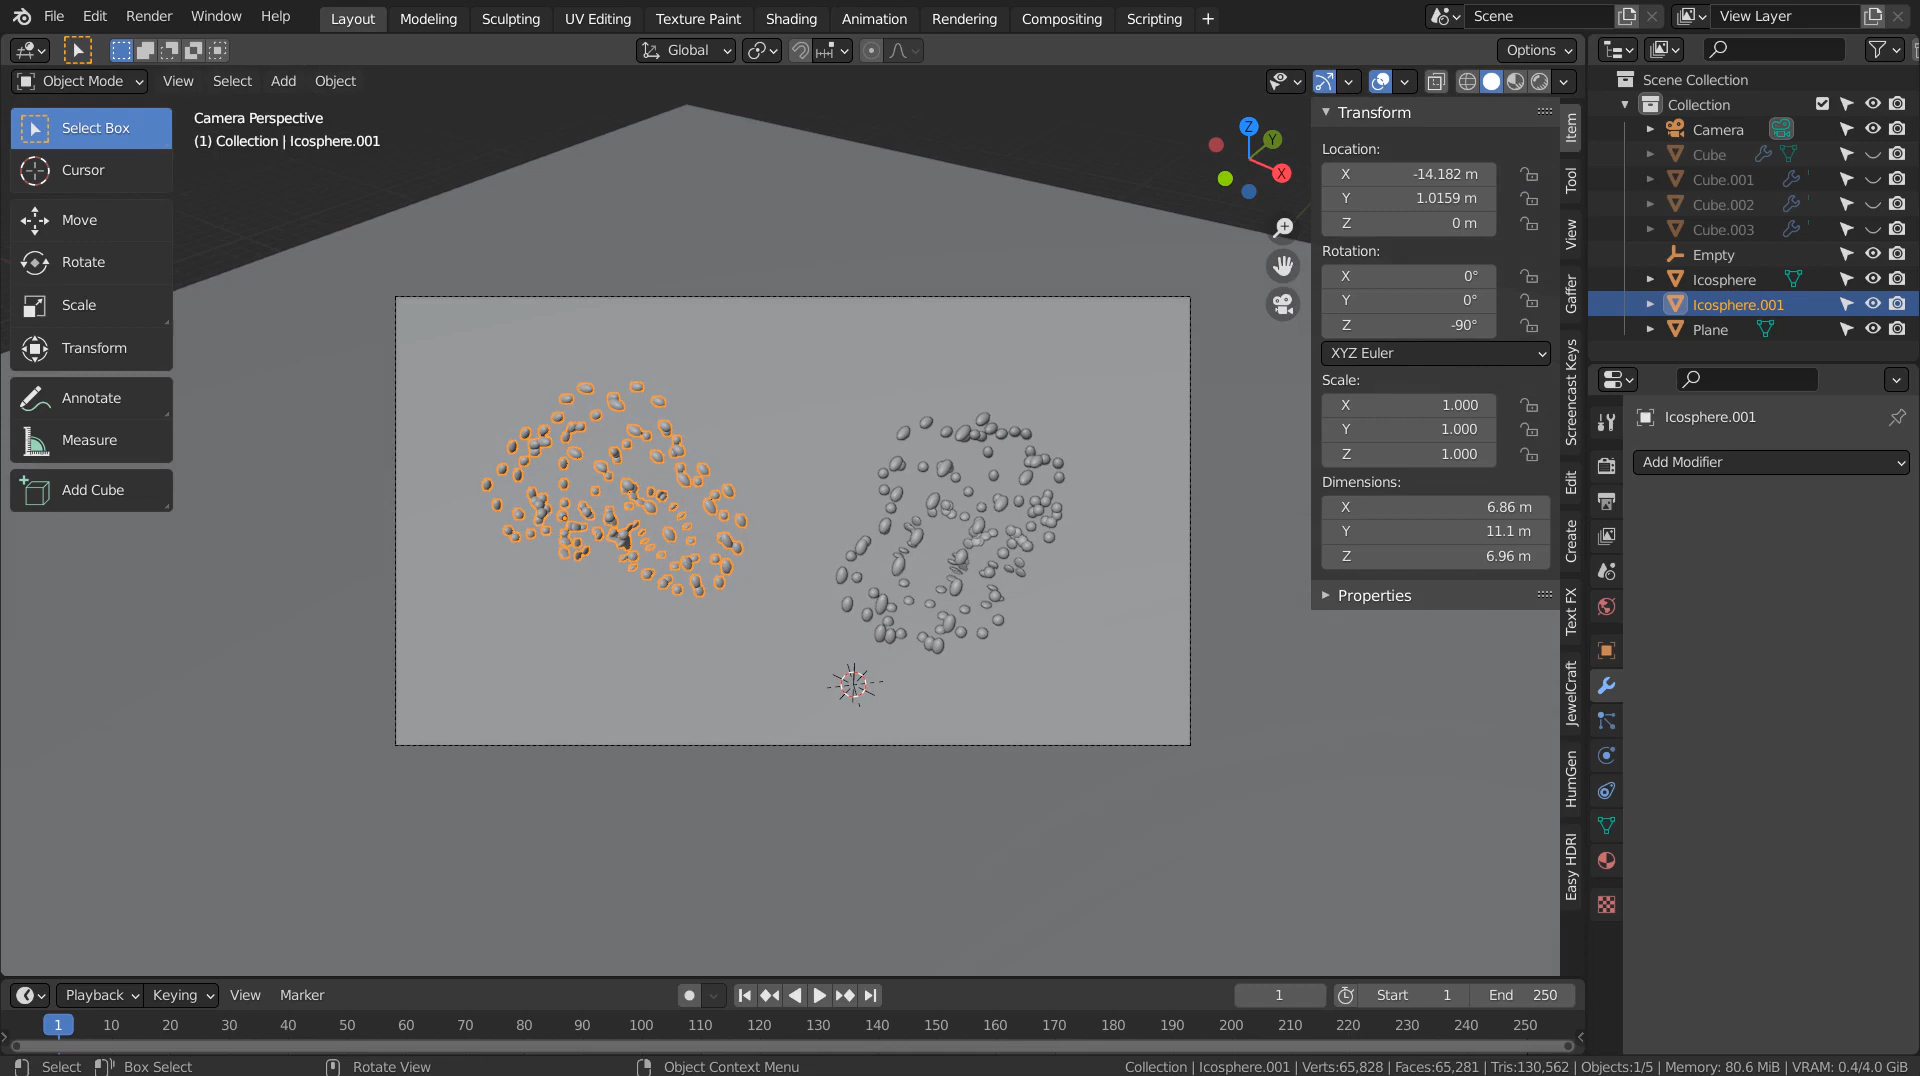 File Edit Render Window Help Layout Modeling Sculpting UV Editing Texture Paint Shading Animation Rendering Compositing Scripting + Scene View Layer
Global Options
Object Mode View Select Add Object
Select Box
Cursor
Move
Rotate
Scale
Transform
Annotate
Measure
Add Cube
Camera Perspective
(1) Collection | Icosphere.001
Z
Y
X
Transform
Location:
X -14.182 m
Y 1.0159 m
Z 0 m
Rotation:
X 0°
Y 0°
Z -90°
XYZ Euler
Scale:
X 1.000
Y 1.000
Z 1.000
Dimensions:
X 6.86 m
Y 11.1 m
Z 6.96 m
Properties
Item
Tool
View
Gaffer
Screencast Keys
Edit
Create
Text FX
JewelCraft
HumGen
Easy HDRI
Scene Collection
Collection
Camera
Cube
Cube.001
Cube.002
Cube.003
Empty
Icosphere
Icosphere.001
Plane
Icosphere.001
Add Modifier
Playback Keying View Marker 1 Start 1 End 250
1 10 20 30 40 50 60 70 80 90 100 110 120 130 140 150 160 170 180 190 200 210 220 230 240 250
Select Box Select Rotate View Object Context Menu Collection | Icosphere.001 | Verts:65,828 | Faces:65,281 | Tris:130,562 | Objects:1/5 | Memory: 80.6 MiB | VRAM: 0.4/4.0 GiB